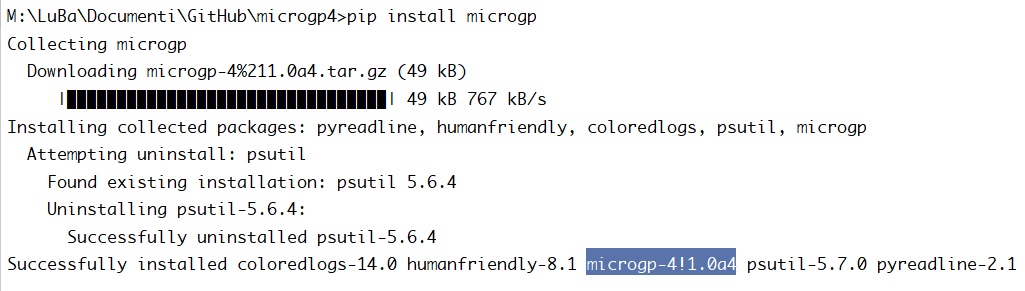 M:\LuBa\Documenti\GitHub\microgp4>pip install microgp
Collecting microgp
  Downloading microgp-4%211.0a4.tar.gz (49 kB)
     |████████████████████████████████| 49 kB 767 kB/s
Installing collected packages: pyreadline, humanfriendly, coloredlogs, psutil, microgp
  Attempting uninstall: psutil
    Found existing installation: psutil 5.6.4
    Uninstalling psutil-5.6.4:
      Successfully uninstalled psutil-5.6.4
Successfully installed coloredlogs-14.0 humanfriendly-8.1 microgp-4!1.0a4 psutil-5.7.0 pyreadline-2.1